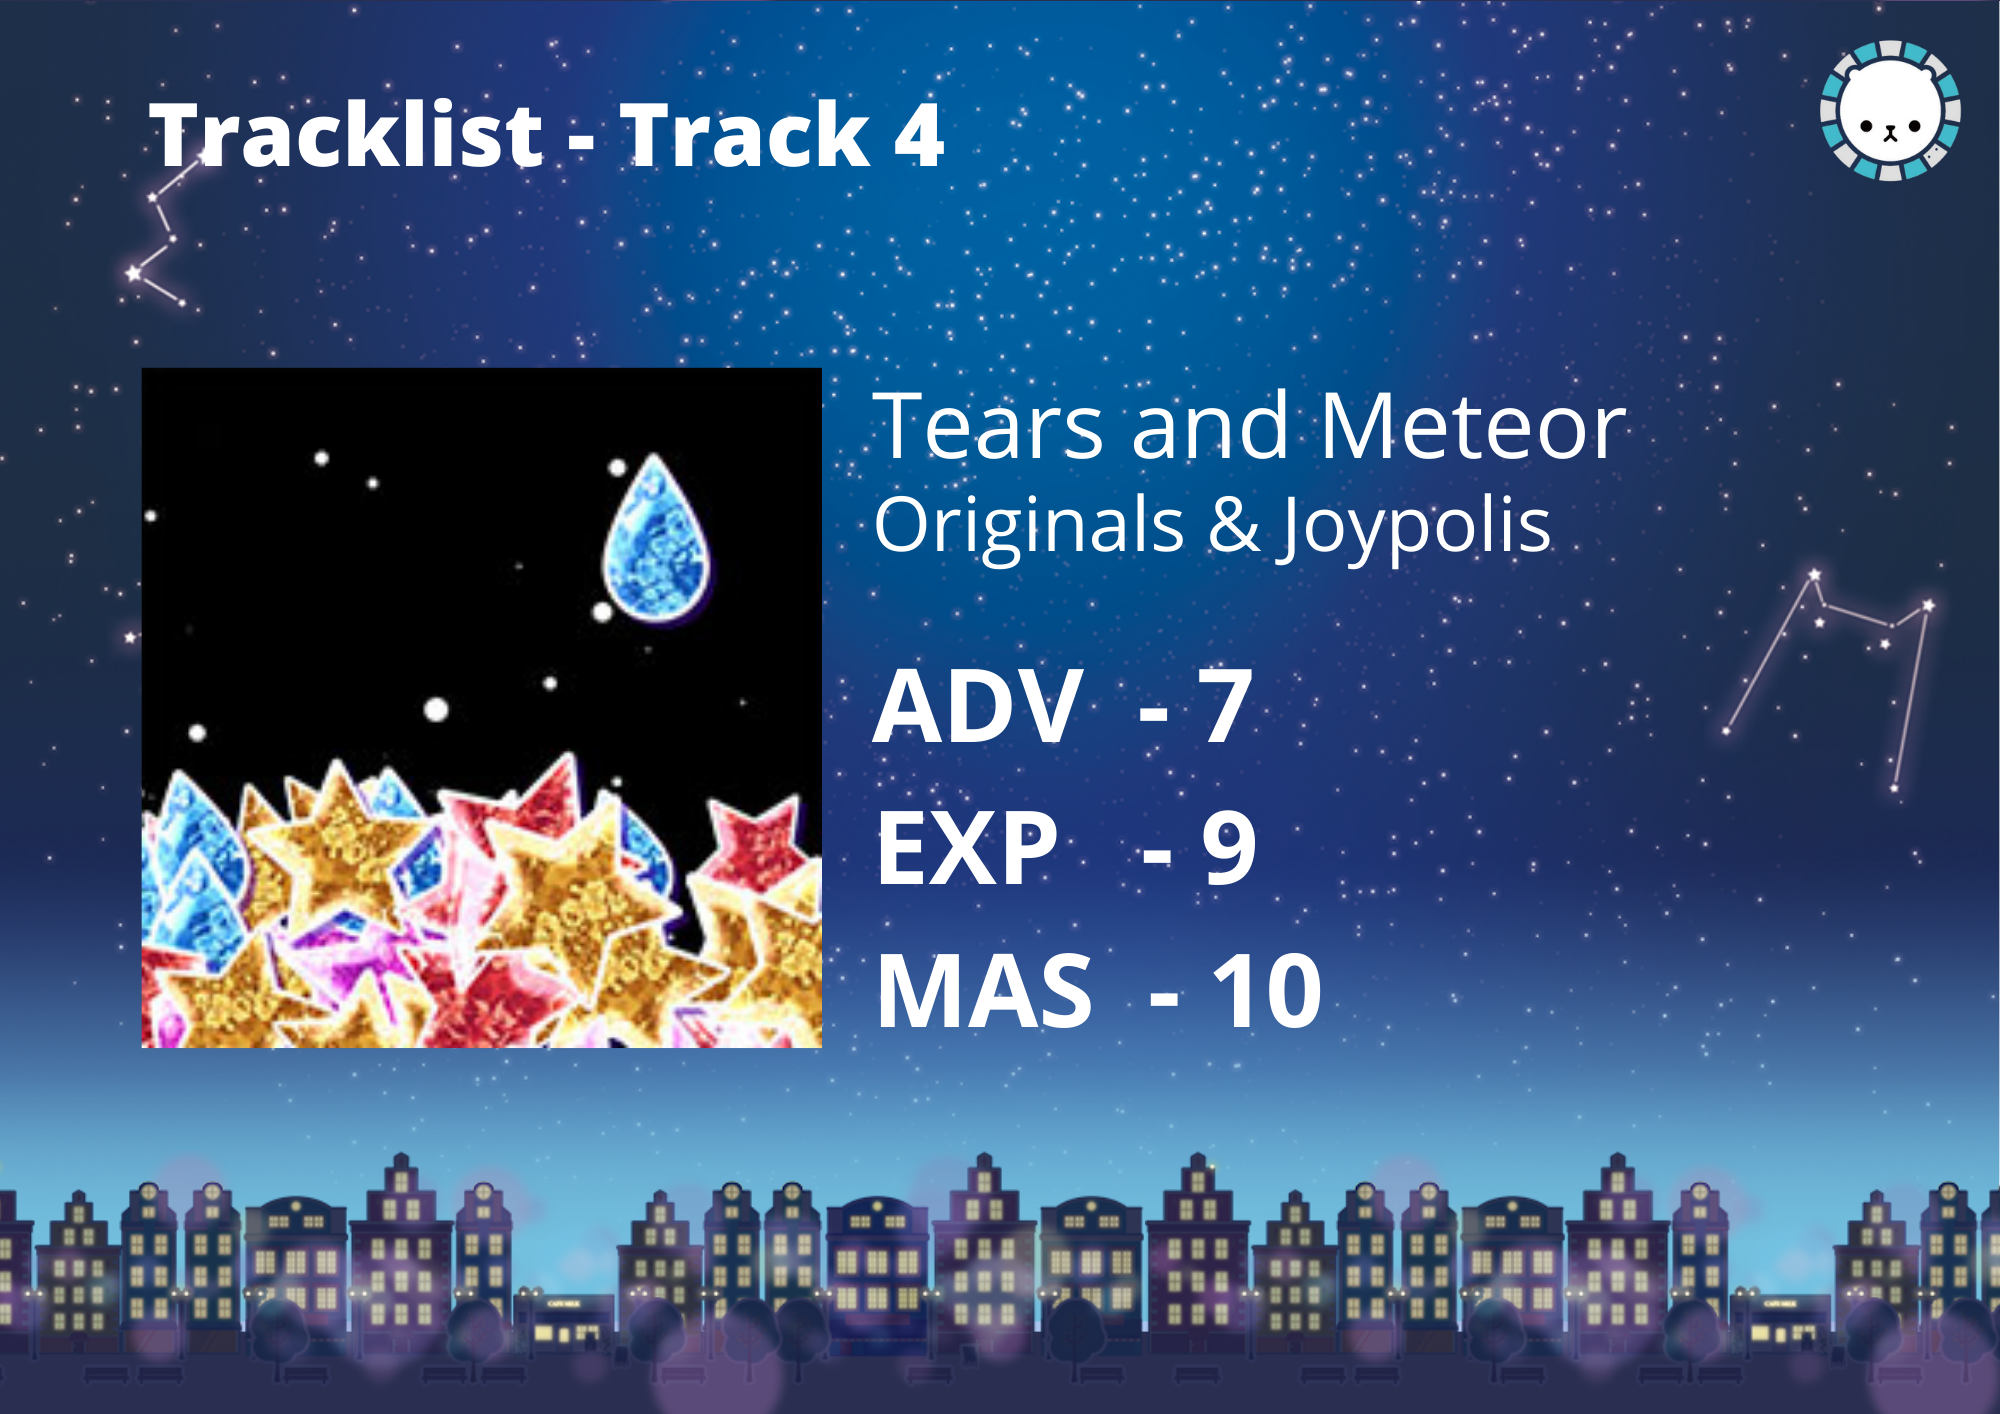 Tracklist - Track 4
Tears and Meteor
Originals & Joypolis
ADV - 7
EXP - 9
MAS - 10